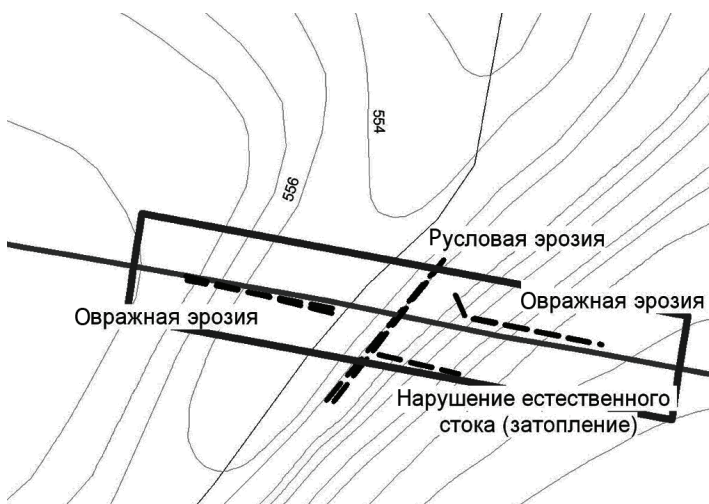 554
556
Русловая эрозия
Овражная эрозия
Овражная эрозия
Нарушение естественного
стока (затопление)